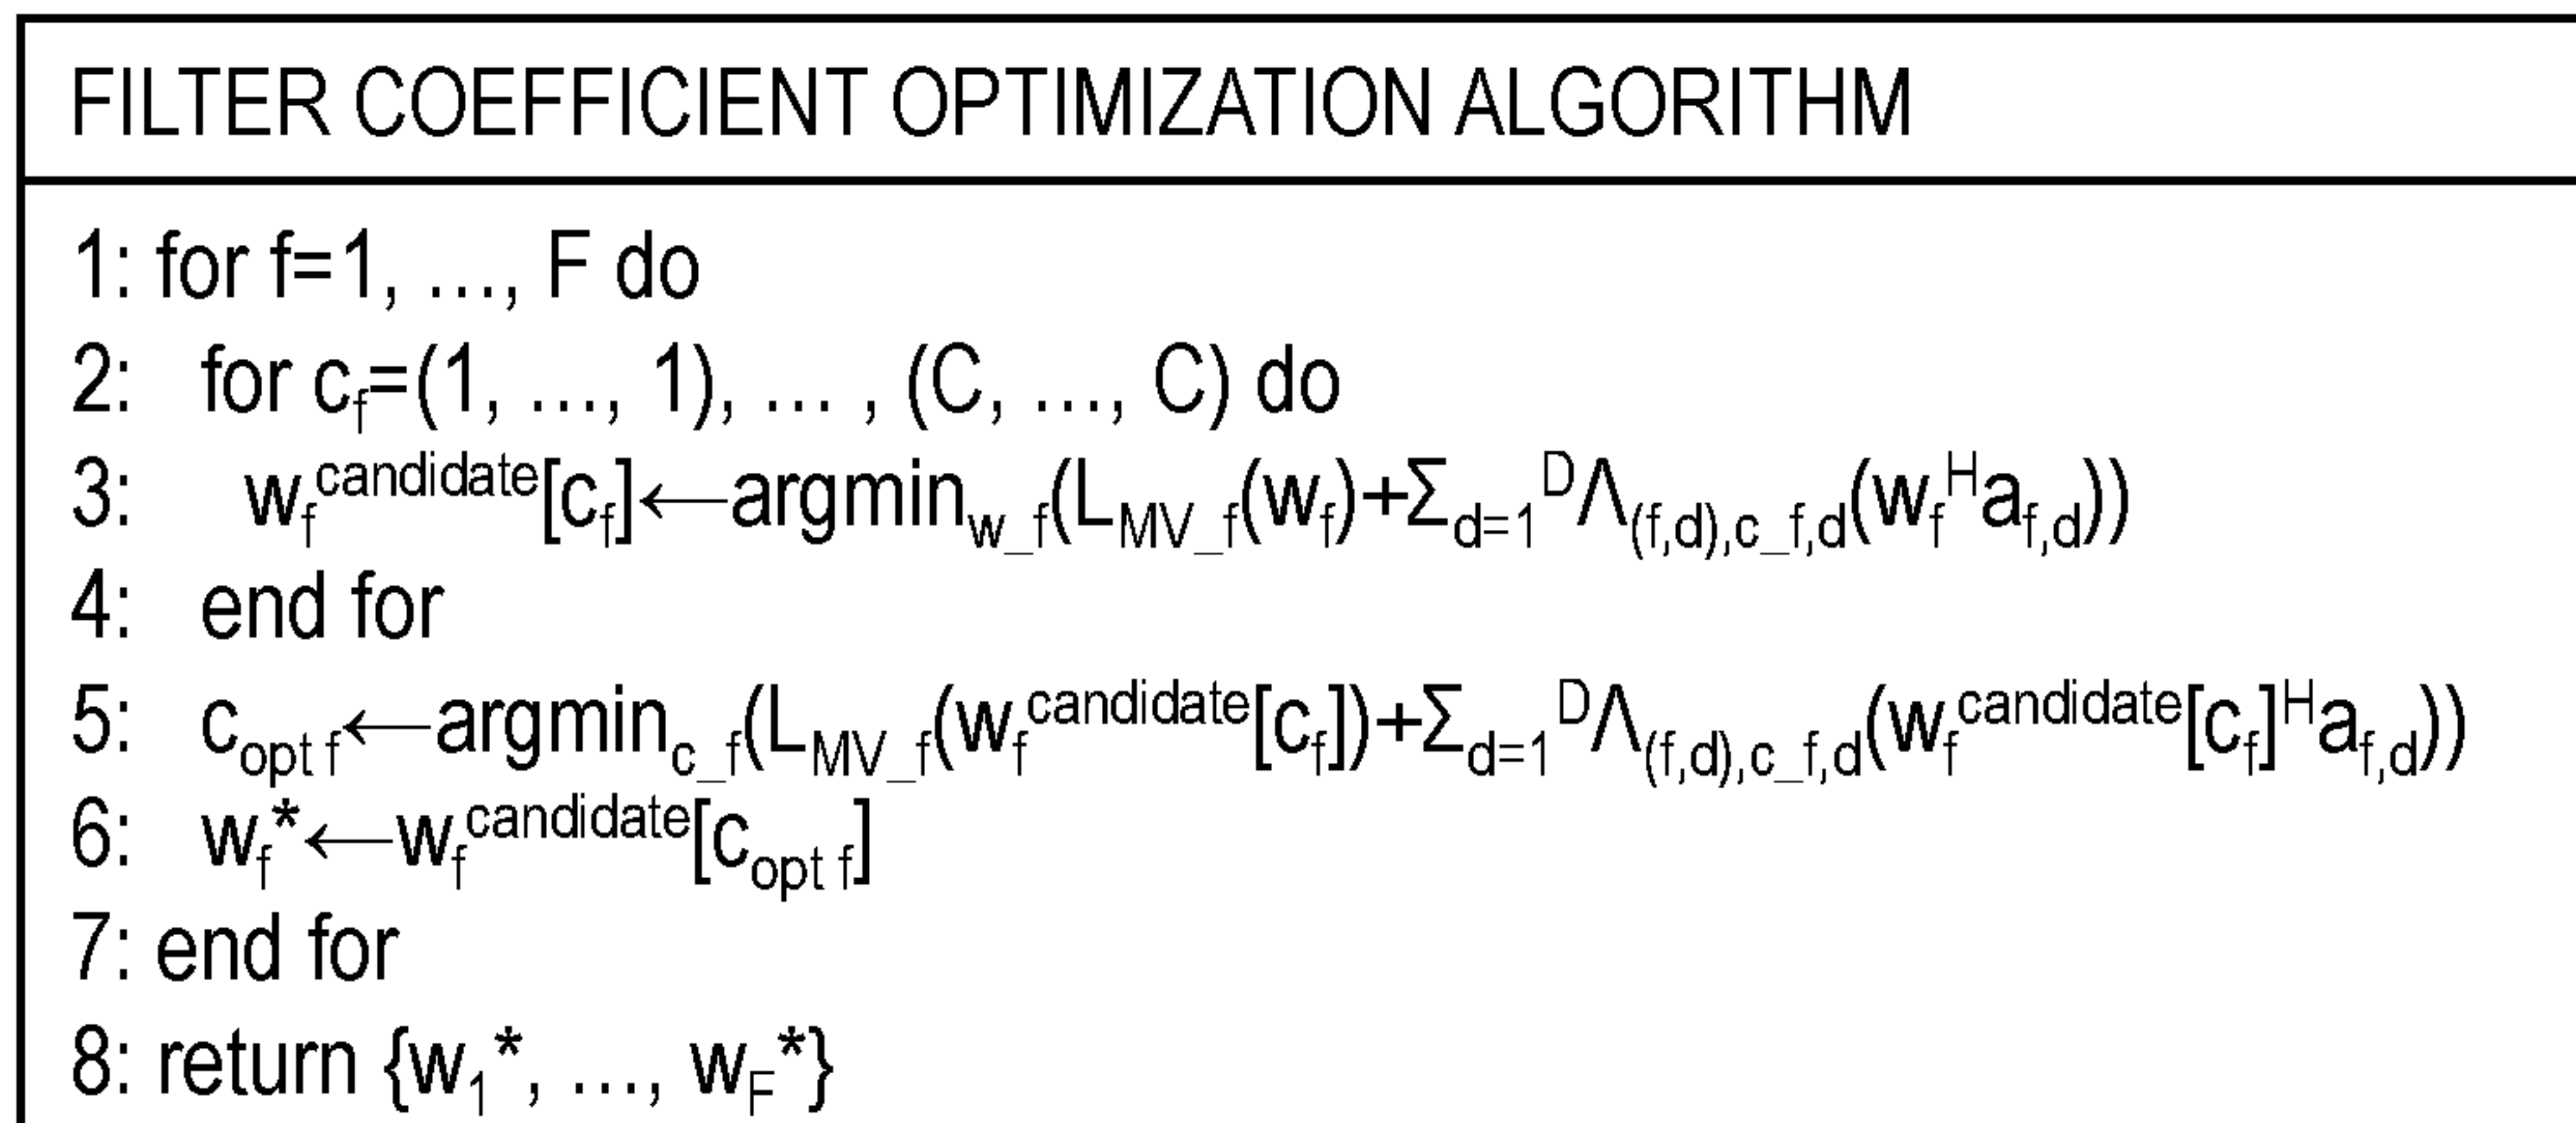 FILTER COEFFICIENT OPTIMIZATION ALGORITHM
1: for f=1, ..., F do
2: for c_f=(1, ..., 1), ... , (C, ..., C) do
3: w_f^candidate[c_f]←argmin_w_f(L_MV_f(w_f)+Σ_d=1^D Λ_(f,d),c_f,d(w_f^H a_f,d))
4: end for
5: c_opt f←argmin_c_f(L_MV_f(w_f^candidate[c_f])+Σ_d=1^D Λ_(f,d),c_f,d(w_f^candidate[c_f]^H a_f,d))
6: w_f*←w_f^candidate[c_opt f]
7: end for
8: return {w_1*, ..., w_F*}